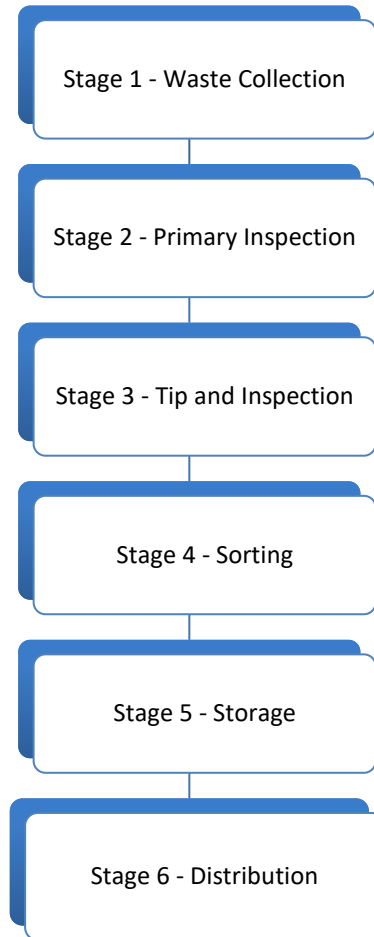 Stage 1 - Waste Collection
Stage 2 - Primary Inspection
Stage 3 - Tip and Inspection
Stage 4 - Sorting
Stage 5 - Storage
Stage 6 - Distribution